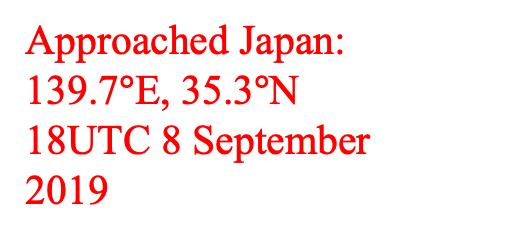 Approached Japan:
139.7°E, 35.3°N
18UTC 8 September
2019